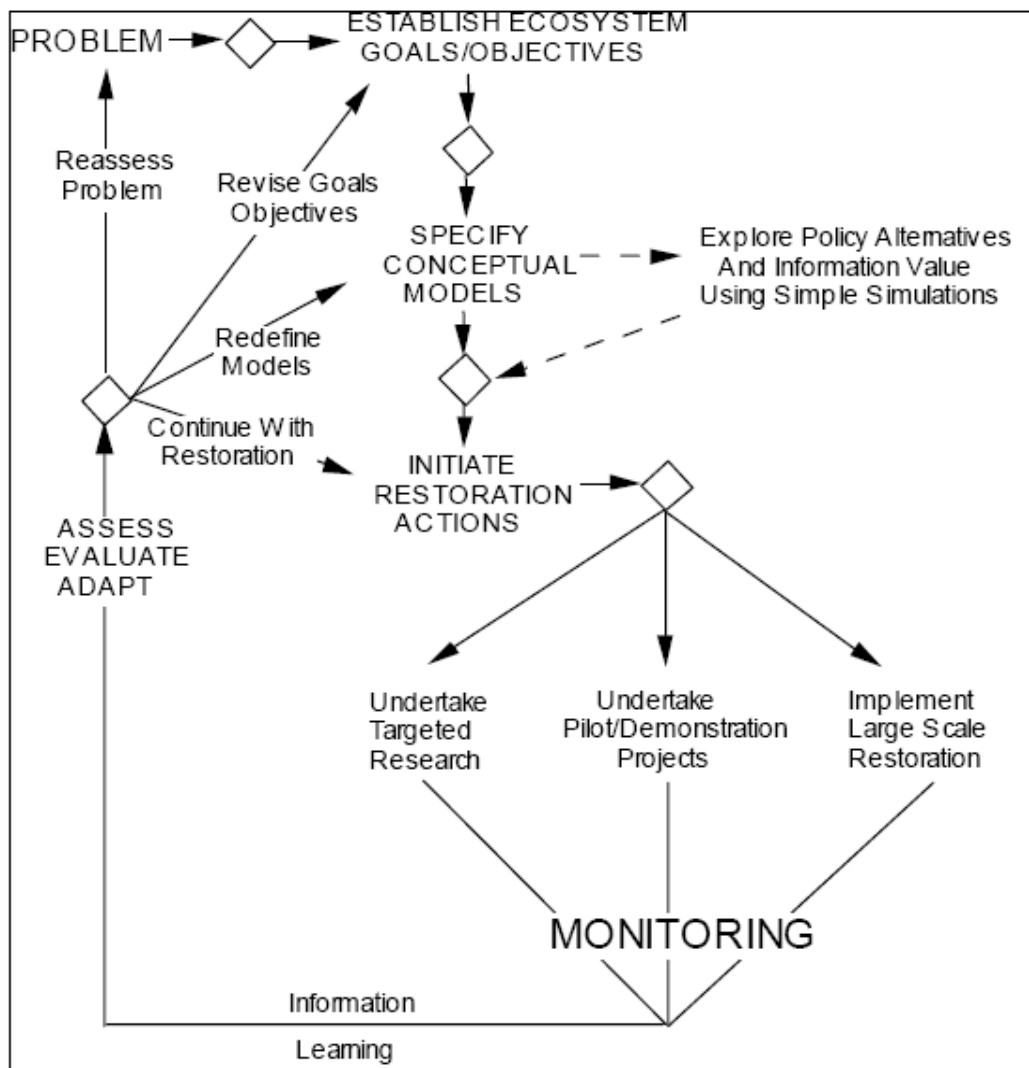 PROBLEM
ESTABLISH ECOSYSTEM
GOALS/OBJECTIVES
Reassess
Problem
Revise Goals
Objectives
SPECIFY
CONCEPTUAL
MODELS
Explore Policy Alternatives
And Information Value
Using Simple Simulations
Redefine
Models
Continue With
Restoration
INITIATE
RESTORATION
ACTIONS
ASSESS
EVALUATE
ADAPT
Undertake
Targeted
Research
Undertake
Pilot/Demonstration
Projects
Implement
Large Scale
Restoration
MONITORING
Information
Learning